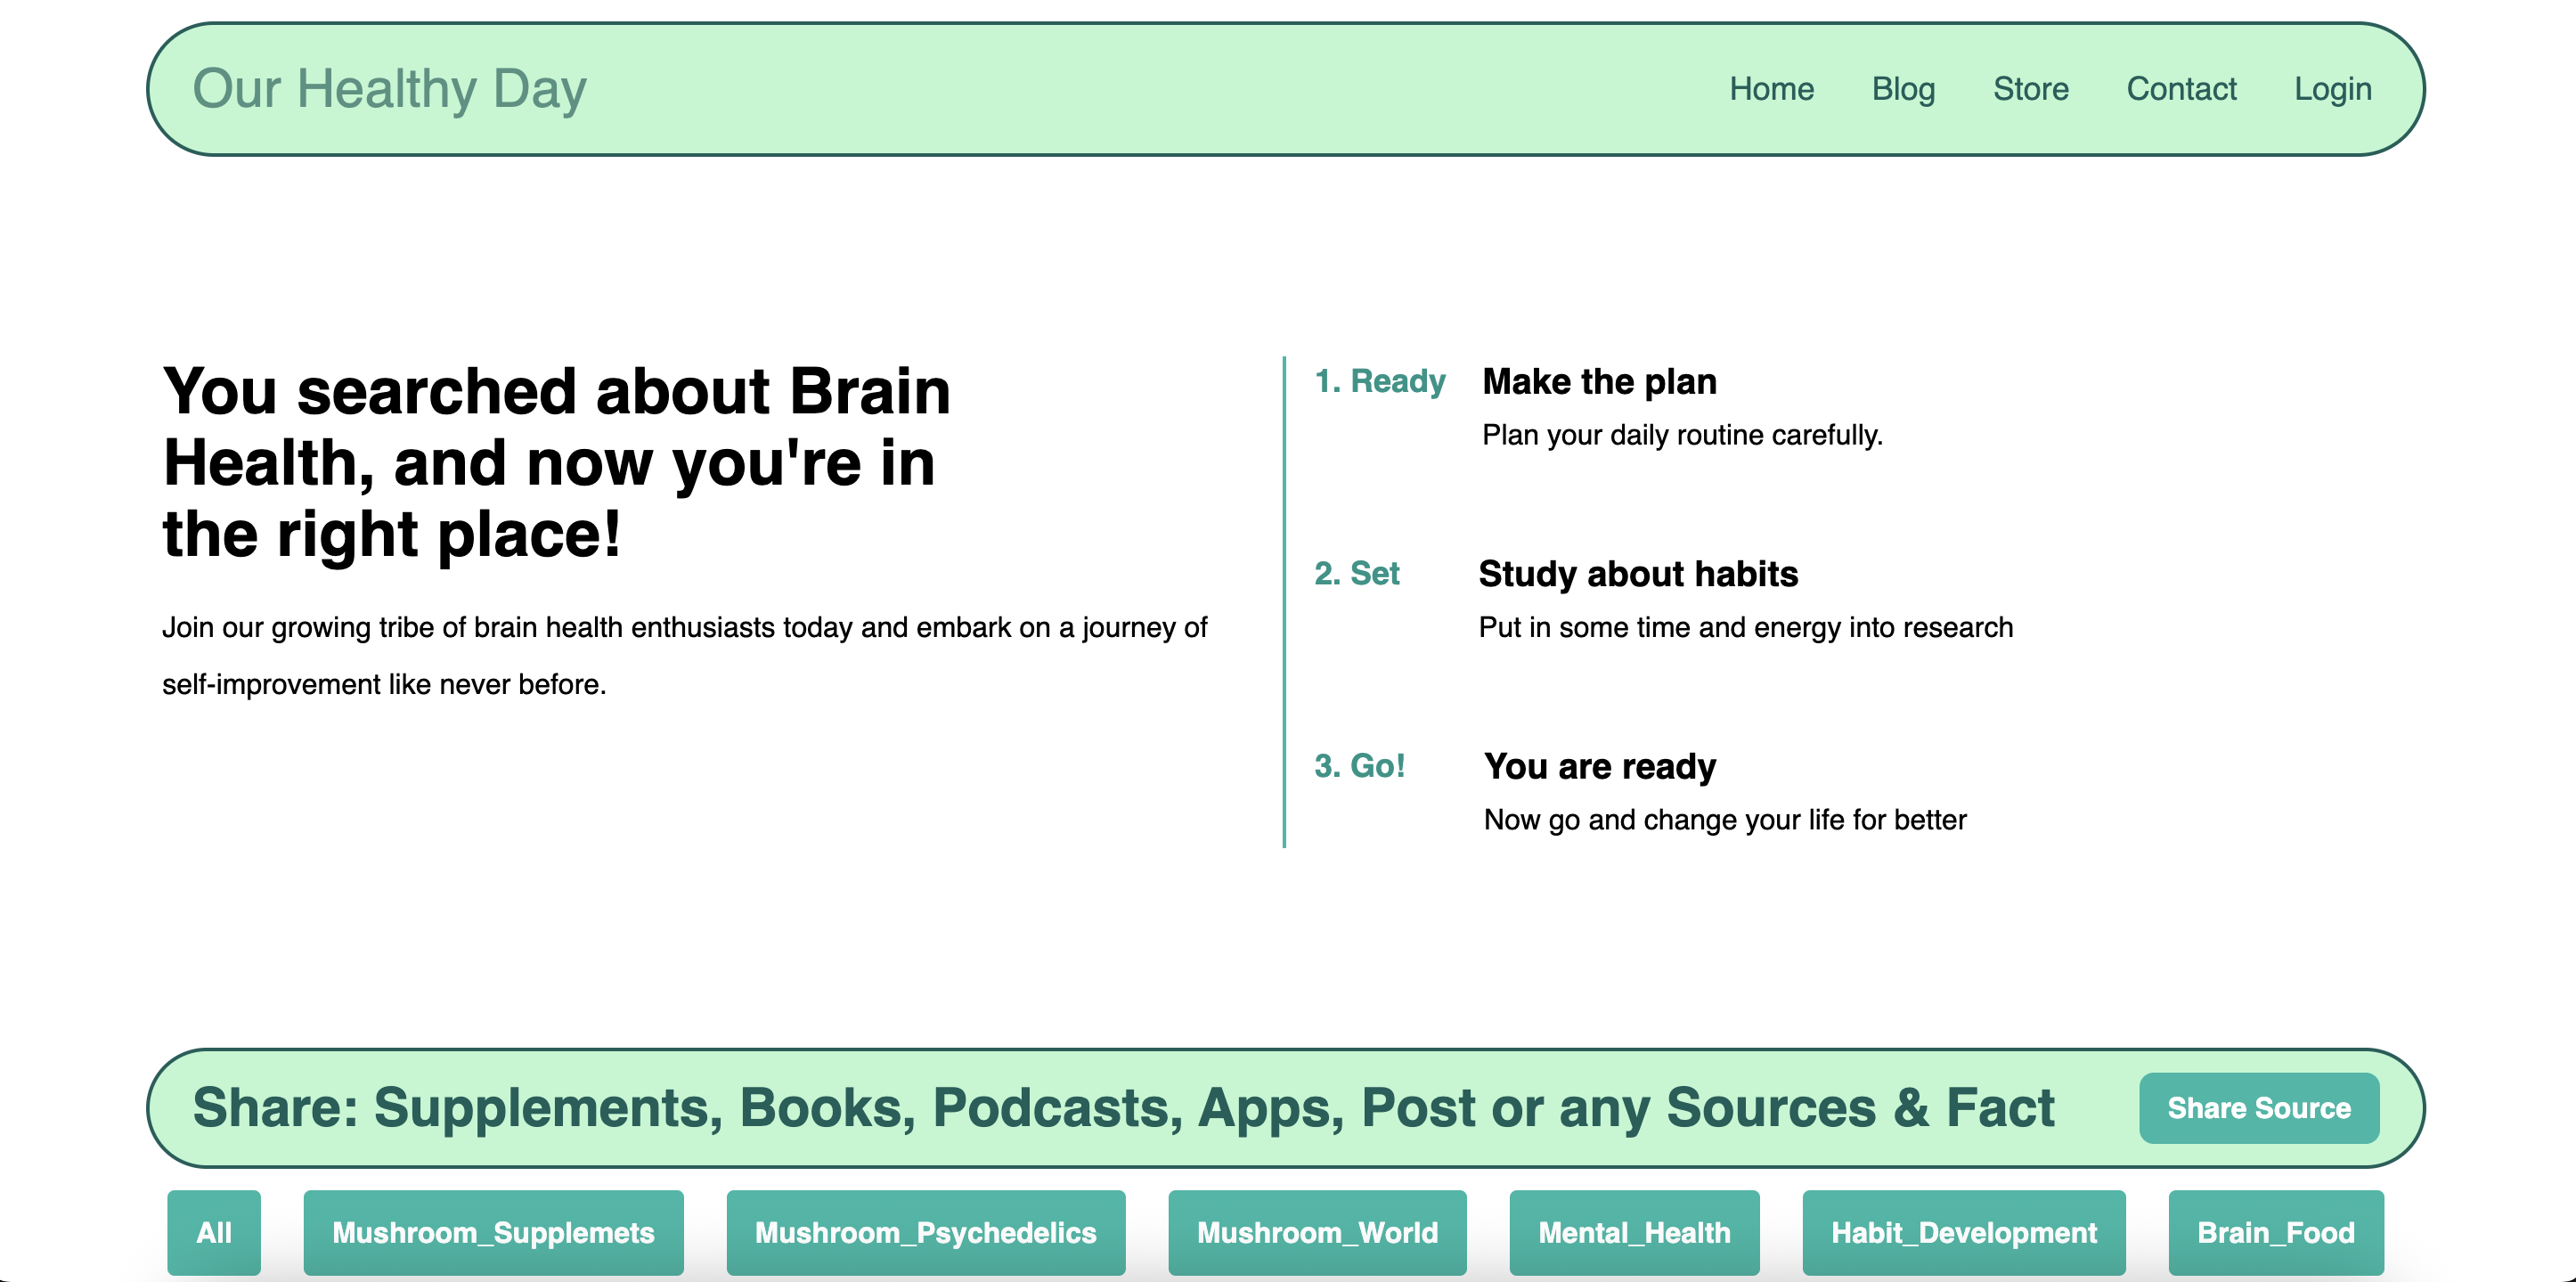 Our Healthy Day
Home Blog Store Contact Login
You searched about Brain
Health, and now you're in
the right place!
Join our growing tribe of brain health enthusiasts today and embark on a journey of
self-improvement like never before.
1. Ready
Make the plan
Plan your daily routine carefully.
2. Set
Study about habits
Put in some time and energy into research
3. Go!
You are ready
Now go and change your life for better
Share: Supplements, Books, Podcasts, Apps, Post or any Sources & Fact
Share Source
All Mushroom_Supplemets Mushroom_Psychedelics Mushroom_World Mental_Health Habit_Development Brain_Food